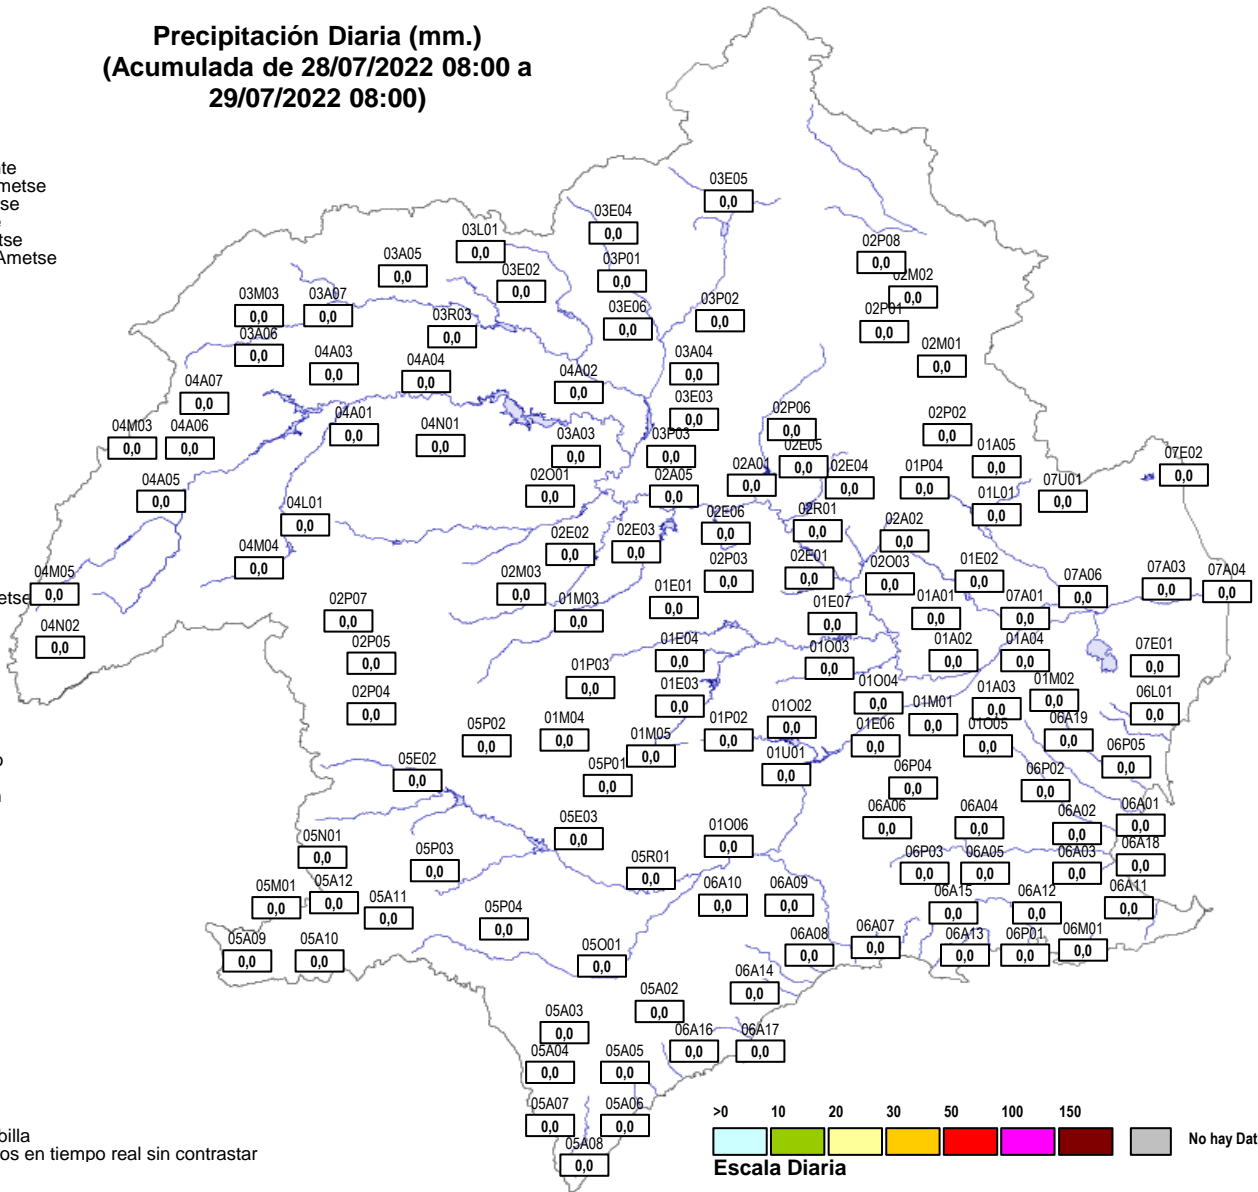 Precipitación Diaria (mm.)
(Acumulada de 28/07/2022 08:00 a
29/07/2022 08:00)
03E05
0,0
03E04
0,0
03L01
0,0
03A05
0,0
03P01
0,0
03E02
0,0
02P08
0,0
02M02
0,0
03M03
0,0
03A07
0,0
03R03
0,0
03E06
0,0
03P02
0,0
02P01
0,0
03A06
0,0
04A03
0,0
04A04
0,0
04A02
0,0
03A04
0,0
02M01
0,0
04A07
0,0
03E03
0,0
04M03
0,0
04A06
0,0
04A01
0,0
04N01
0,0
03A03
0,0
03P03
0,0
02P06
0,0
02P02
0,0
02E05
0,0
01A05
0,0
07E02
0,0
04A05
0,0
02O01
0,0
02A05
0,0
02A01
0,0
02E04
0,0
01P04
0,0
07U01
0,0
04L01
0,0
01L01
0,0
02E06
0,0
02R01
0,0
02A02
0,0
02E02
0,0
02E03
0,0
04M04
0,0
04M05
0,0
02M03
0,0
02P03
0,0
02E01
0,0
02O03
0,0
01E02
0,0
07A06
0,0
07A03
0,0
07A04
0,0
02P07
0,0
01M03
0,0
01E01
0,0
01E07
0,0
01A01
0,0
07A01
0,0
04N02
0,0
02P05
0,0
01E04
0,0
01O03
0,0
01A02
0,0
01A04
0,0
07E01
0,0
01P03
0,0
01E03
0,0
01O04
0,0
01M02
0,0
01A03
0,0
06L01
0,0
02P04
0,0
01O02
0,0
01M01
0,0
05P02
0,0
01M04
0,0
01M05
0,0
01P02
0,0
01E06
0,0
01O05
0,0
06A19
0,0
06P05
0,0
05E02
0,0
05P01
0,0
01U01
0,0
06P04
0,0
06P02
0,0
05E03
0,0
01O06
0,0
06A06
0,0
06A04
0,0
06A02
0,0
06A01
0,0
05N01
0,0
05P03
0,0
05R01
0,0
06P03
0,0
06A05
0,0
06A03
0,0
06A18
0,0
05M01
0,0
05A12
0,0
05A11
0,0
05P04
0,0
06A10
0,0
06A09
0,0
06A15
0,0
06A12
0,0
06A11
0,0
05A09
0,0
05A10
0,0
05O01
0,0
06A08
0,0
06A07
0,0
06A13
0,0
06P01
0,0
06M01
0,0
06A14
0,0
05A02
0,0
05A03
0,0
06A16
0,0
06A17
0,0
05A04
0,0
05A05
0,0
05A07
0,0
05A06
0,0
05A08
0,0
>0 10 20 30 50 100 150
No hay Dat
Escala Diaria
os en tiempo real sin contrastar